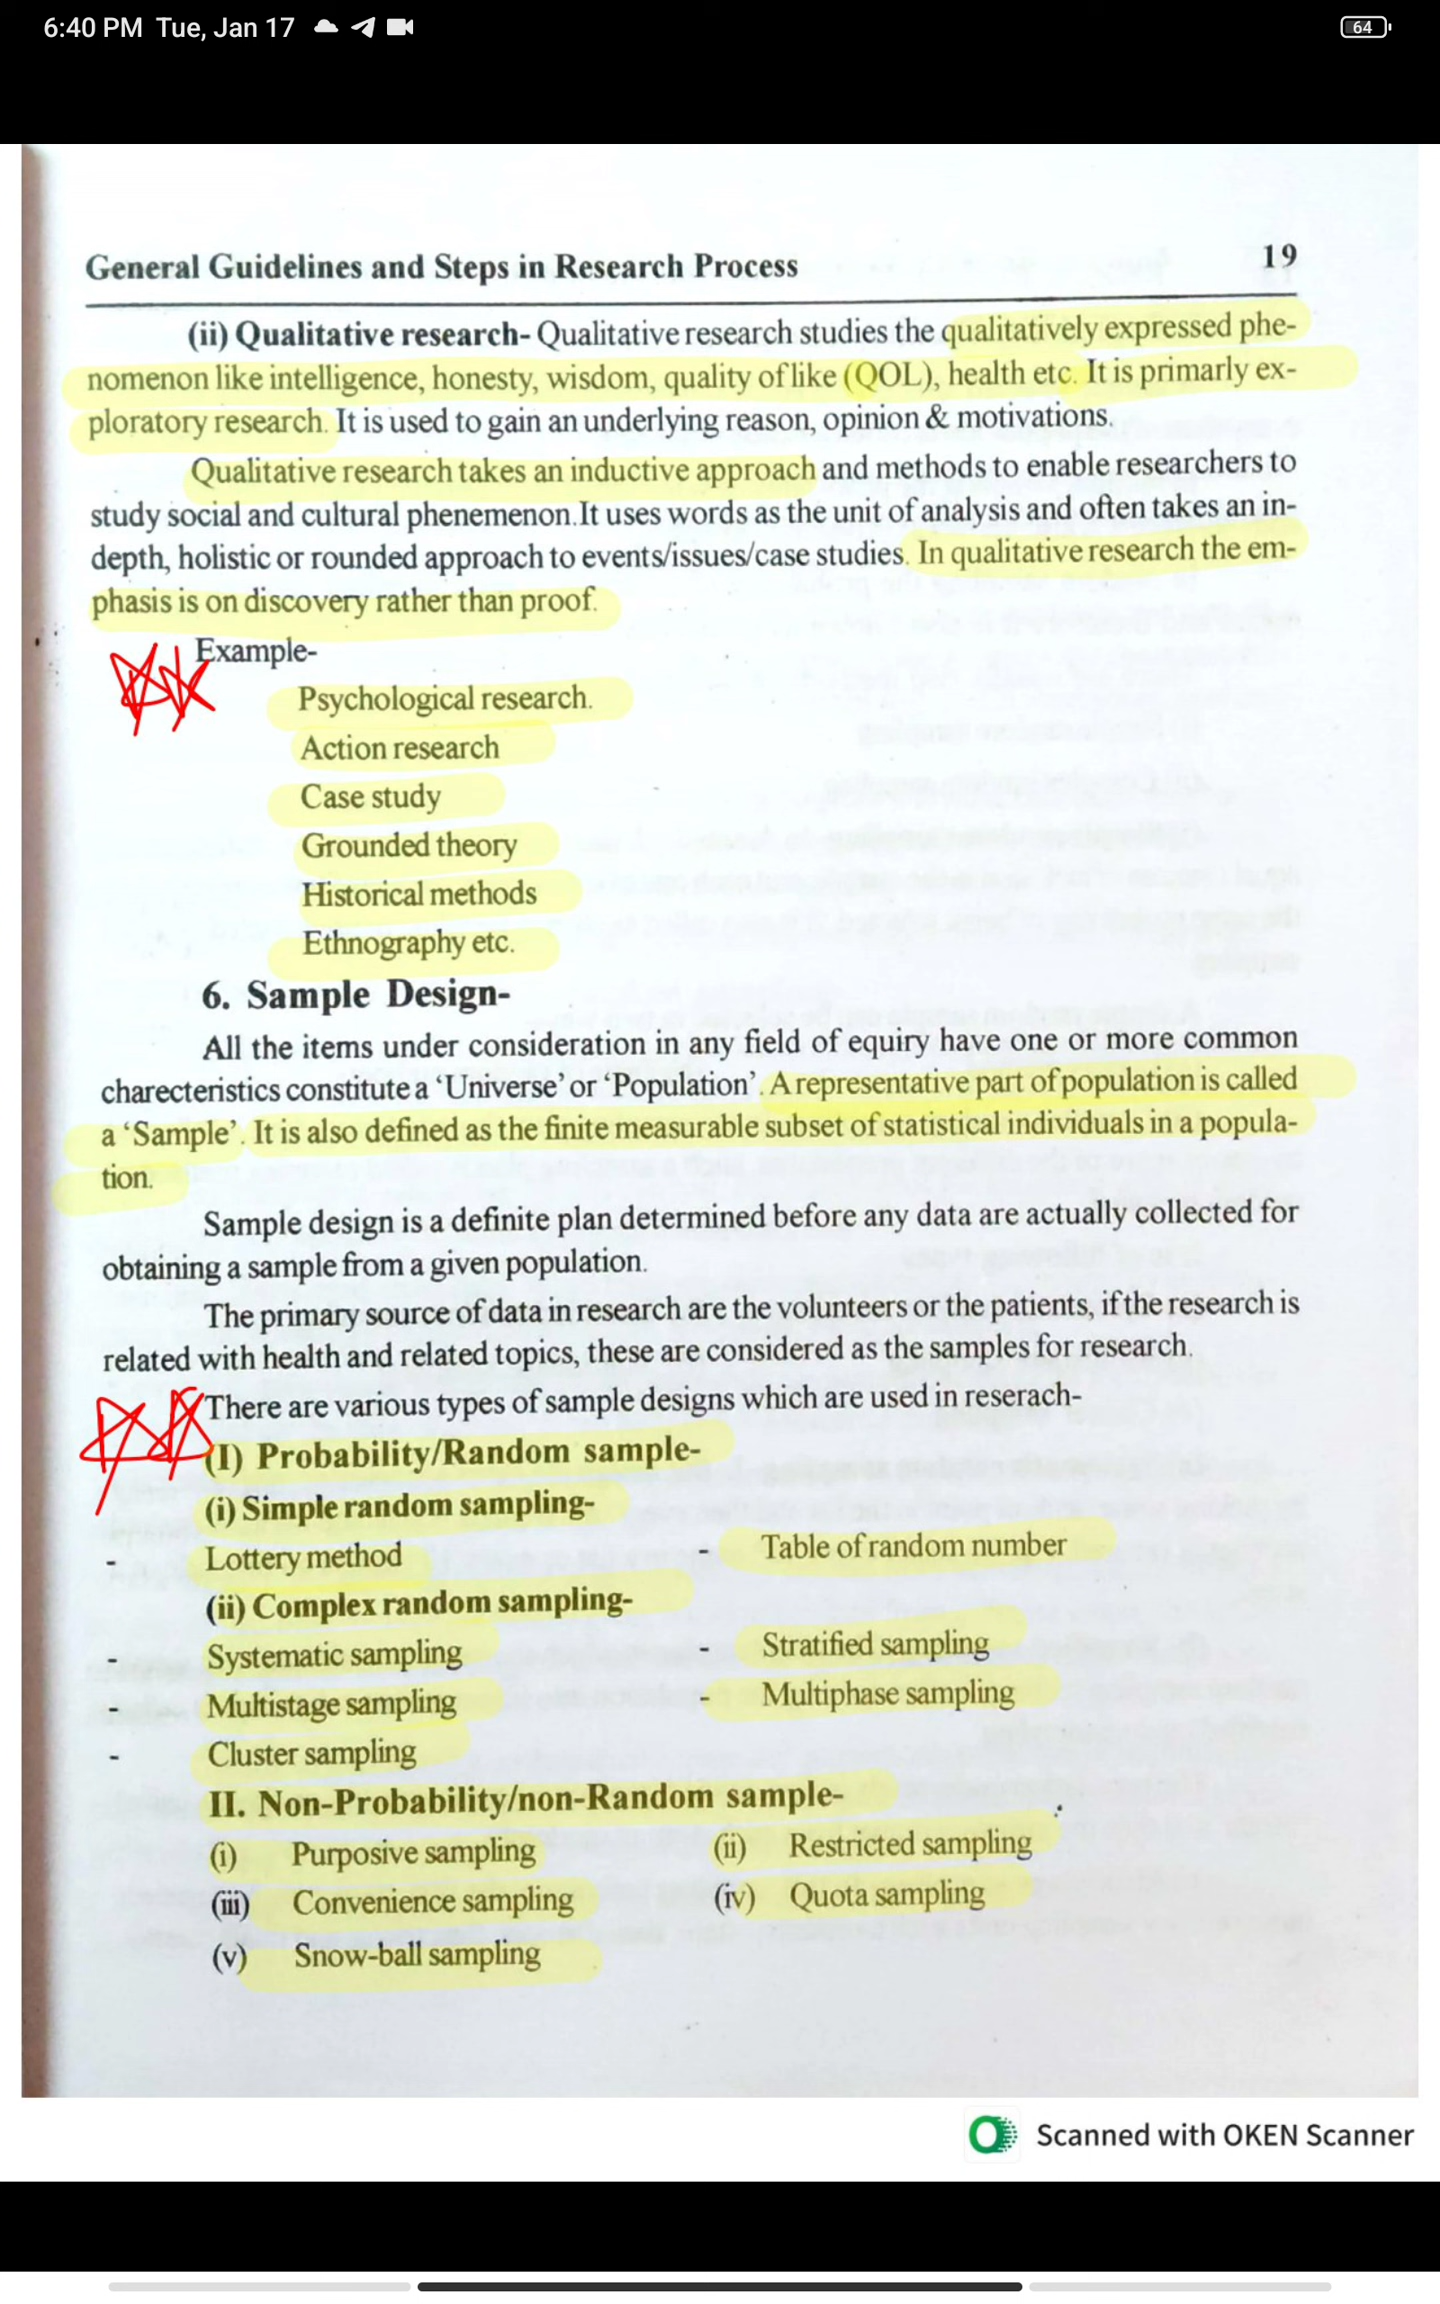 6:40 PM Tue, Jan 17
64
General Guidelines and Steps in Research Process 19
(ii) Qualitative research- Qualitative research studies the qualitatively expressed phe-
nomenon like intelligence, honesty, wisdom, quality of like (QOL), health etc. It is primarly ex-
ploratory research. It is used to gain an underlying reason, opinion & motivations.
Qualitative research takes an inductive approach and methods to enable researchers to
study social and cultural phenemenon. It uses words as the unit of analysis and often takes an in-
depth, holistic or rounded approach to events/issues/case studies. In qualitative research the em-
phasis is on discovery rather than proof.
Example-
Psychological research.
Action research
Case study
Grounded theory
Historical methods
Ethnography etc.
6. Sample Design-
All the items under consideration in any field of equiry have one or more common
charecteristics constitute a ‘Universe’ or ‘Population’. A representative part of population is called
a ‘Sample’. It is also defined as the finite measurable subset of statistical individuals in a popula-
tion.
Sample design is a definite plan determined before any data are actually collected for
obtaining a sample from a given population.
The primary source of data in research are the volunteers or the patients, if the research is
related with health and related topics, these are considered as the samples for research.
There are various types of sample designs which are used in reserach-
(I) Probability/Random sample-
(i) Simple random sampling-
- Lottery method - Table of random number
(ii) Complex random sampling-
- Systematic sampling - Stratified sampling
- Multistage sampling - Multiphase sampling
- Cluster sampling
II. Non-Probability/non-Random sample-
(i) Purposive sampling (ii) Restricted sampling
(iii) Convenience sampling (iv) Quota sampling
(v) Snow-ball sampling
Scanned with OKEN Scanner